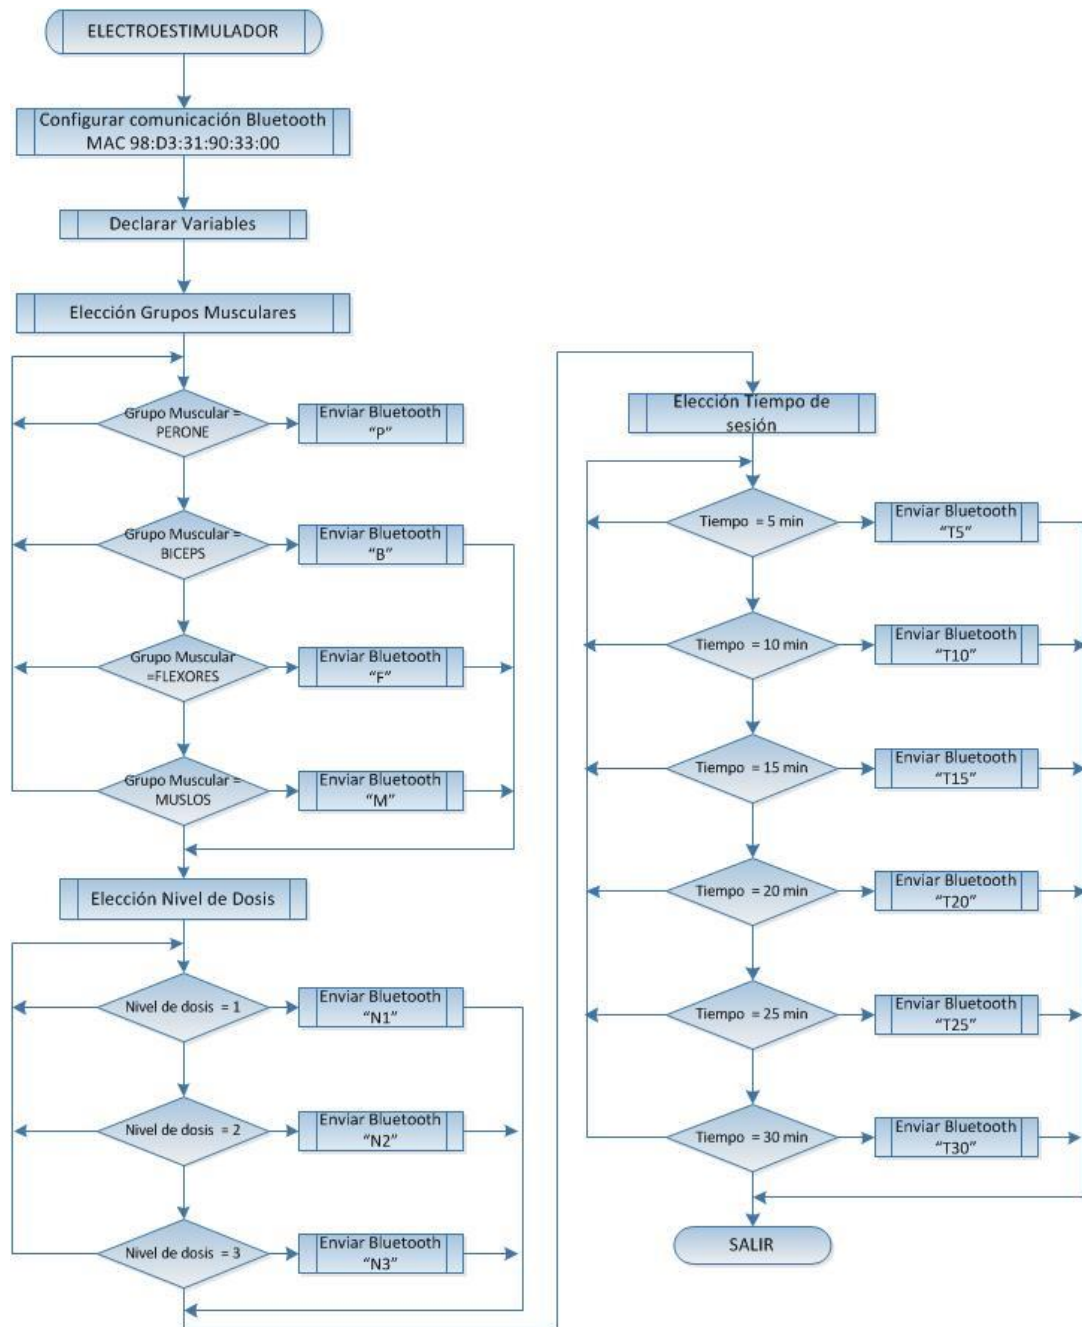 ELECTROESTIMULADOR
Configurar comunicación Bluetooth
MAC 98:D3:31:90:33:00
Declarar Variables
Elección Grupos Musculares
Grupo Muscular =
PERONE
Enviar Bluetooth
“P”
Grupo Muscular =
BICEPS
Enviar Bluetooth
“B”
Grupo Muscular
=FLEXORES
Enviar Bluetooth
“F”
Grupo Muscular =
MUSLOS
Enviar Bluetooth
“M”
Elección Nivel de Dosis
Nivel de dosis = 1
Enviar Bluetooth
“N1”
Nivel de dosis = 2
Enviar Bluetooth
“N2”
Nivel de dosis = 3
Enviar Bluetooth
“N3”
Elección Tiempo de
sesión
Tiempo = 5 min
Enviar Bluetooth
“T5”
Tiempo = 10 min
Enviar Bluetooth
“T10”
Tiempo = 15 min
Enviar Bluetooth
“T15”
Tiempo = 20 min
Enviar Bluetooth
“T20”
Tiempo = 25 min
Enviar Bluetooth
“T25”
Tiempo = 30 min
Enviar Bluetooth
“T30”
SALIR